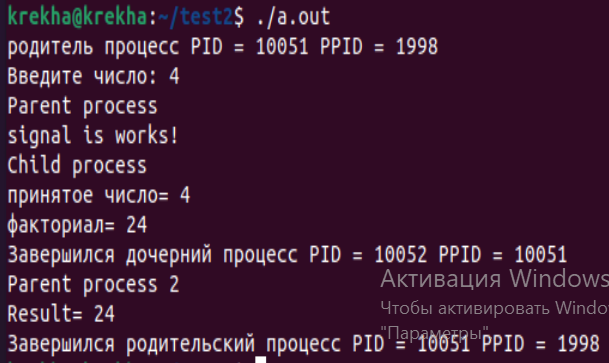 krekha@krekha:~/test2$ ./a.out
родитель процесс PID = 10051 PPID = 1998
Введите число: 4
Parent process
signal is works!
Child process
принятое число= 4
факториал= 24
Завершился дочерний процесс PID = 10052 PPID = 10051
Parent process 2
Активация Windows
Result= 24
Чтобы активировать Windo
"Параметры"
Завершился родительский процесс PID = 10051 PPID = 1998